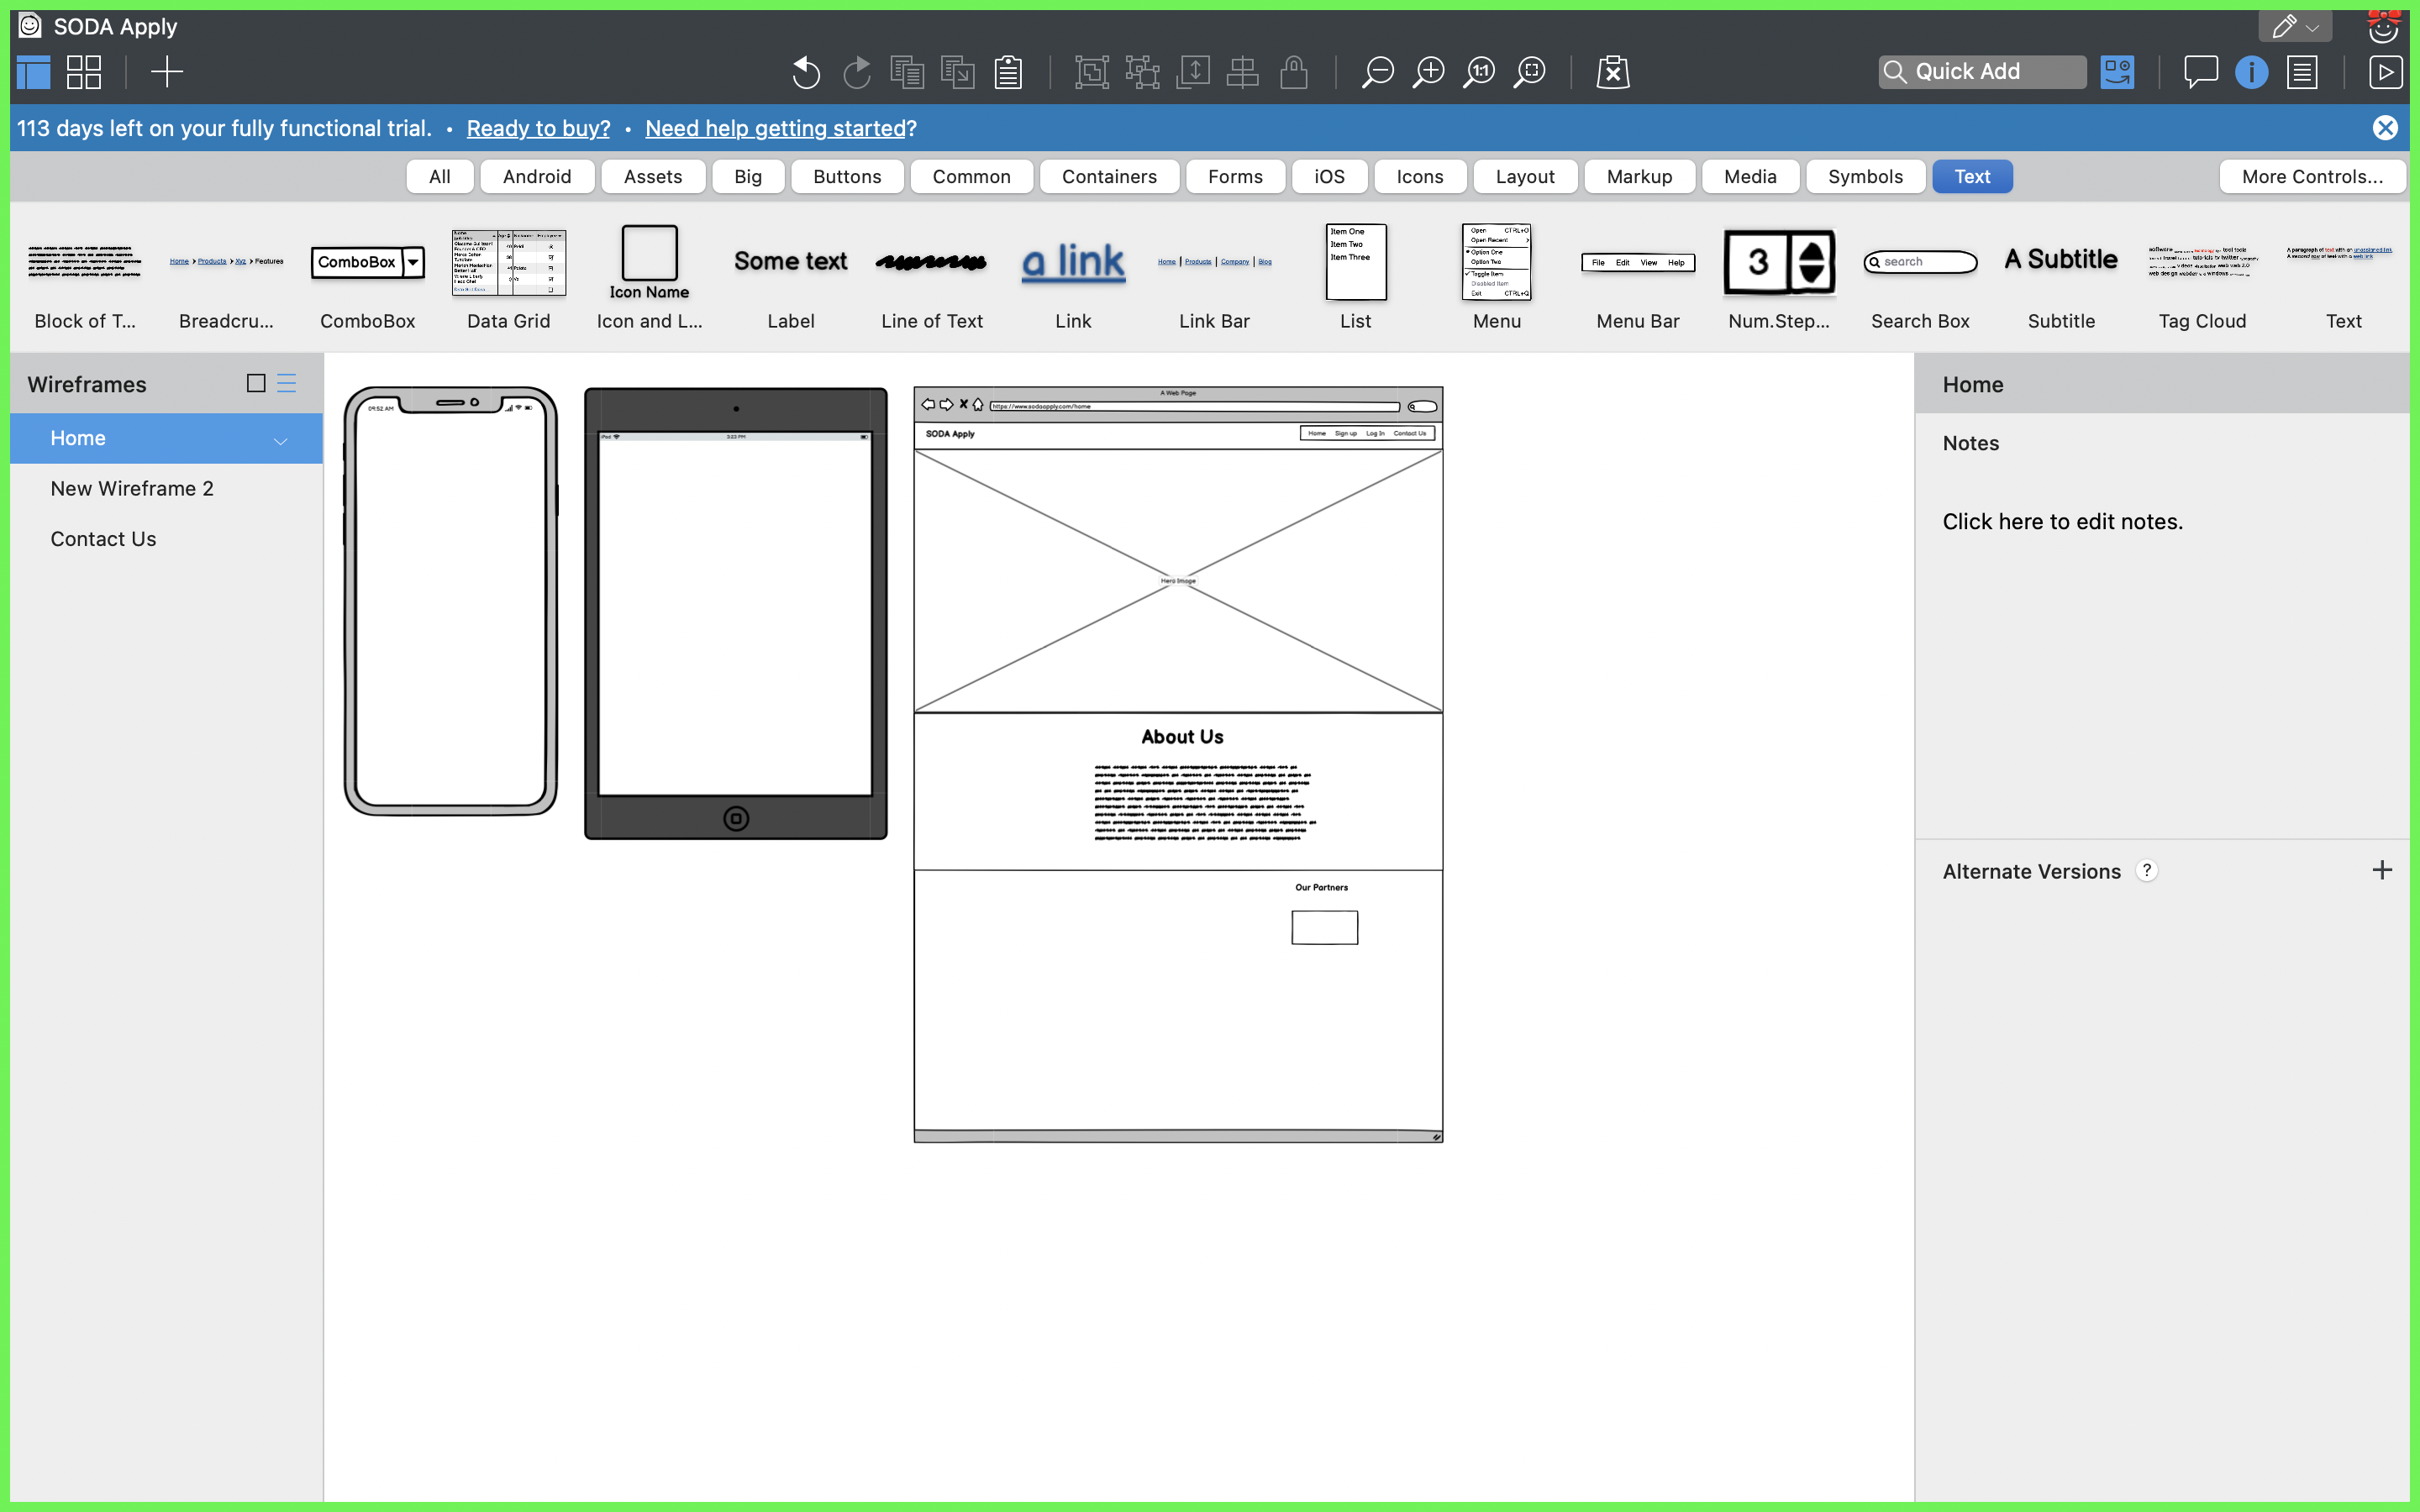 SODA Apply
Quick Add
113 days left on your fully functional trial. • Ready to buy? • Need help getting started?
All Android Assets Big Buttons Common Containers Forms iOS Icons Layout Markup Media Symbols Text More Controls...
ComboBox
Icon Name
Some text
a link
Home Products Xyz Features
Home Products Company Blog
Item One
Item Two
Item Three
Open CTRL+O
Open Recent
Option One
Option Two
Toggle Item
Disabled Item
Exit CTRL+Q
File Edit View Help
3
search
A Subtitle
Block of T... Breadcru... ComboBox Data Grid Icon and L... Label Line of Text Link Link Bar List Menu Menu Bar Num.Step... Search Box Subtitle Tag Cloud Text
Wireframes
Home
New Wireframe 2
Contact Us
09:52 AM
iPad
3:23 PM
A Web Page
https://www.sodaapply.com/home
SODA Apply
Home Sign up Log In Contact Us
Hero Image
About Us
Our Partners
Home
Notes
Click here to edit notes.
Alternate Versions ?